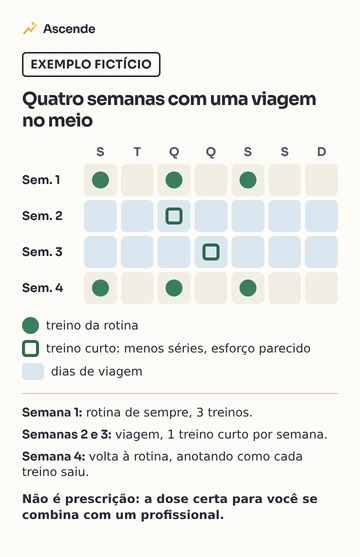 Ascende
EXEMPLO FICTÍCIO
Quatro semanas com uma viagem
no meio
S T Q Q S S D
Sem. 1
Sem. 2
Sem. 3
Sem. 4
treino da rotina
treino curto: menos séries, esforço parecido
dias de viagem
Semana 1: rotina de sempre, 3 treinos.
Semanas 2 e 3: viagem, 1 treino curto por semana.
Semana 4: volta à rotina, anotando como cada
treino saiu.
Não é prescrição: a dose certa para você se
combina com um profissional.